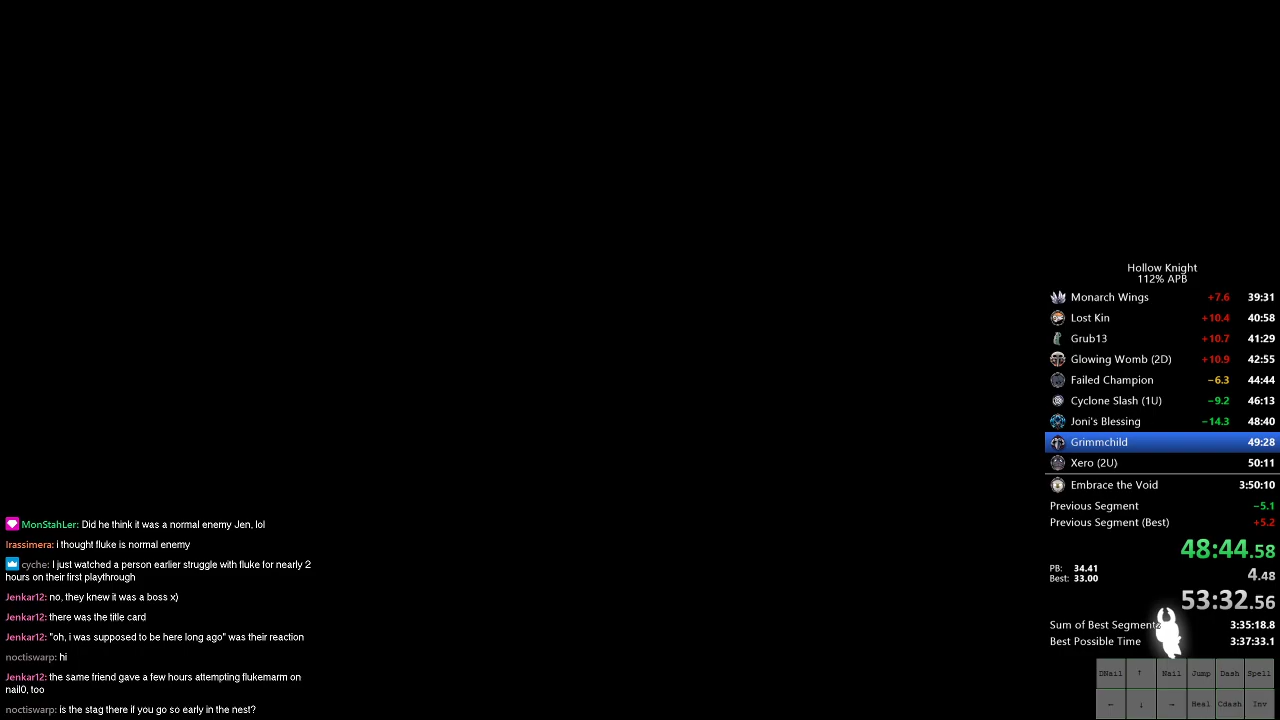 Hollow Knight
112% APB
Monarch Wings +7.6 39:31
Lost Kin +10.4 40:58
Grub13 +10.7 41:29
Glowing Womb (2D) +10.9 42:55
Failed Champion −6.3 44:44
Cyclone Slash (1U) −9.2 46:13
Joni's Blessing −14.3 48:40
Grimmchild 49:28
Xero (2U) 50:11
Embrace the Void 3:50:10
Previous Segment −5.1
Previous Segment (Best) +5.2
48:44.58
PB: 34.41
Best: 33.00
4.48
53:32.56
Sum of Best Segments 3:35:18.8
Best Possible Time 3:37:33.1
DNail ↑ Nail Jump Dash Spell
← ↓ → Heal Cdash Inv
MonStahLer: Did he think it was a normal enemy Jen, lol
Irassimera: i thought fluke is normal enemy
cyche: I just watched a person earlier struggle with fluke for nearly 2
hours on their first playthrough
Jenkar12: no, they knew it was a boss x)
Jenkar12: there was the title card
Jenkar12: "oh, i was supposed to be here long ago" was their reaction
noctiswarp: hi
Jenkar12: the same friend gave a few hours attempting flukemarm on
nail0, too
noctiswarp: is the stag there if you go so early in the nest?